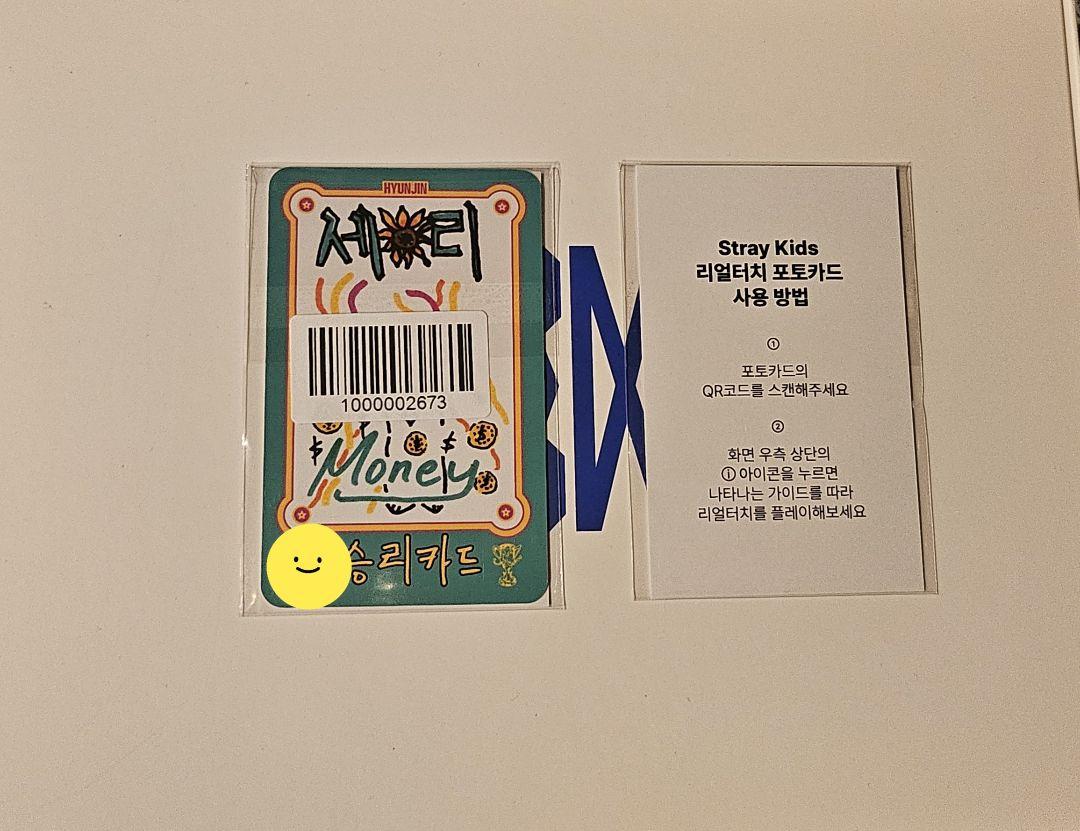 HYUNJIN
세리
1000002673
Money
승리카드
Stray Kids
리얼터치 포토카드
사용 방법
①
포토카드의
QR코드를 스캔해주세요
②
화면 우측 상단의
ⓘ 아이콘을 누르면
나타나는 가이드를 따라
리얼터치를 플레이해보세요